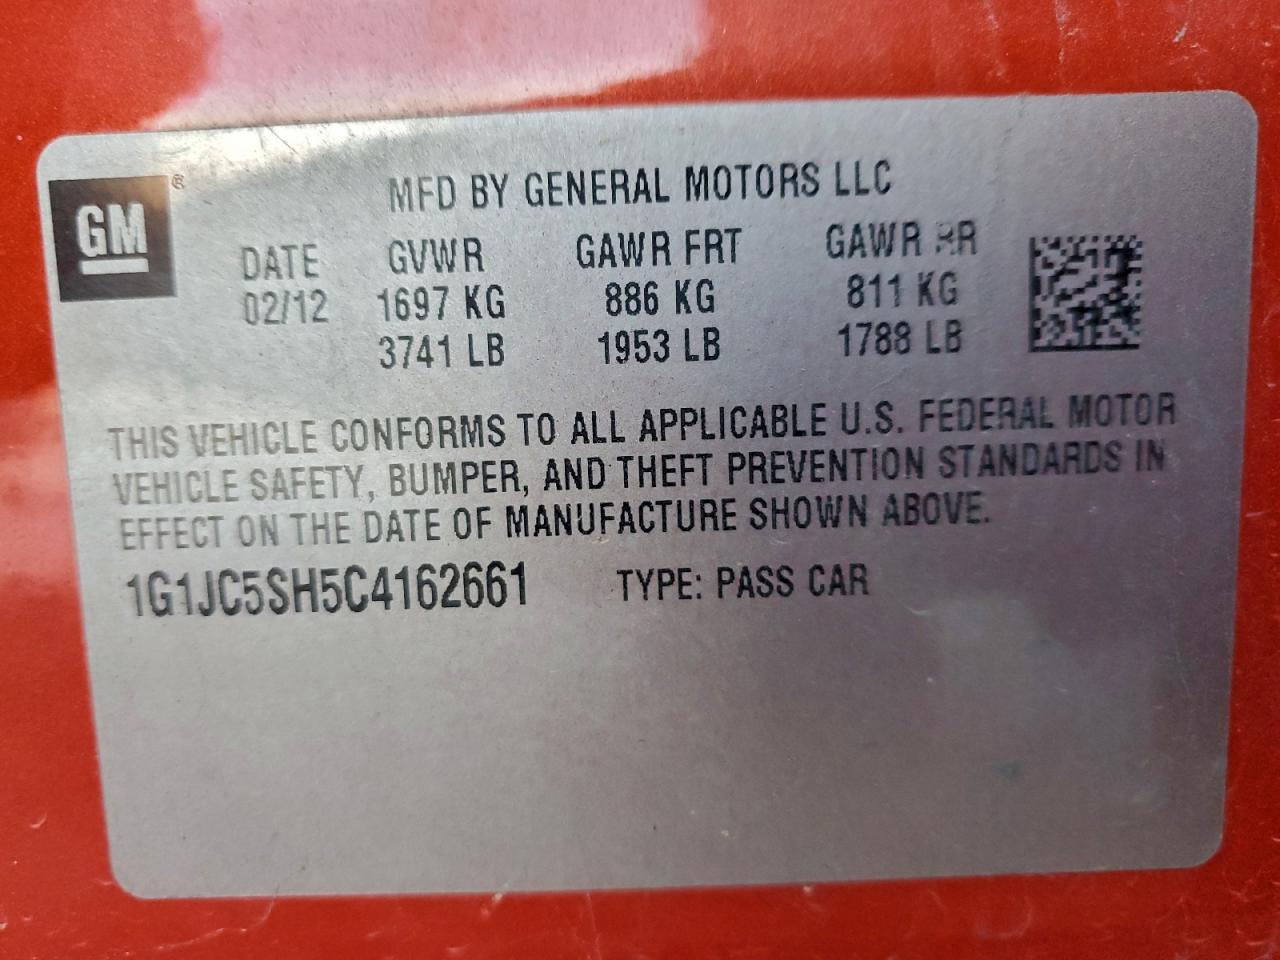 GM®
MFD BY GENERAL MOTORS LLC
DATE GVWR GAWR FRT GAWR RR
02/12 1697 KG 886 KG 811 KG
3741 LB 1953 LB 1788 LB
THIS VEHICLE CONFORMS TO ALL APPLICABLE U.S. FEDERAL MOTOR
VEHICLE SAFETY, BUMPER, AND THEFT PREVENTION STANDARDS IN
EFFECT ON THE DATE OF MANUFACTURE SHOWN ABOVE.
1G1JC5SH5C4162661 TYPE: PASS CAR